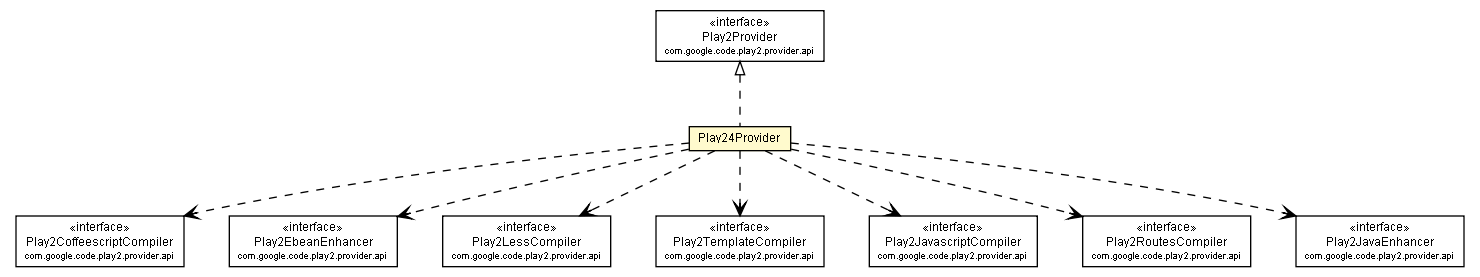 «interface»
Play2Provider
com.google.code.play2.provider.api
Play24Provider
«interface»
Play2CoffeescriptCompiler
com.google.code.play2.provider.api
«interface»
Play2EbeanEnhancer
com.google.code.play2.provider.api
«interface»
Play2LessCompiler
com.google.code.play2.provider.api
«interface»
Play2TemplateCompiler
com.google.code.play2.provider.api
«interface»
Play2JavascriptCompiler
com.google.code.play2.provider.api
«interface»
Play2RoutesCompiler
com.google.code.play2.provider.api
«interface»
Play2JavaEnhancer
com.google.code.play2.provider.api